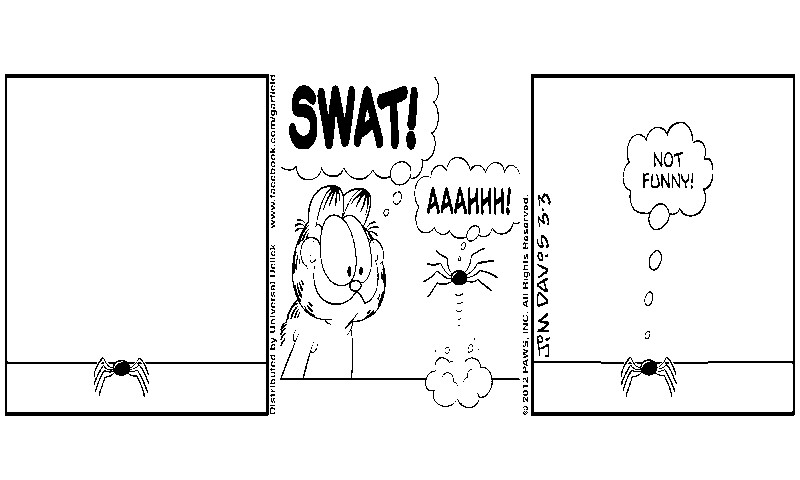 www.facebook.com/garfield
Distributed by Universal Uclick
SWAT!
AAAHHH!
© 2012 PAWS, INC. All Rights Reserved.
JIM DAVIS 3·3
NOT
FUNNY!